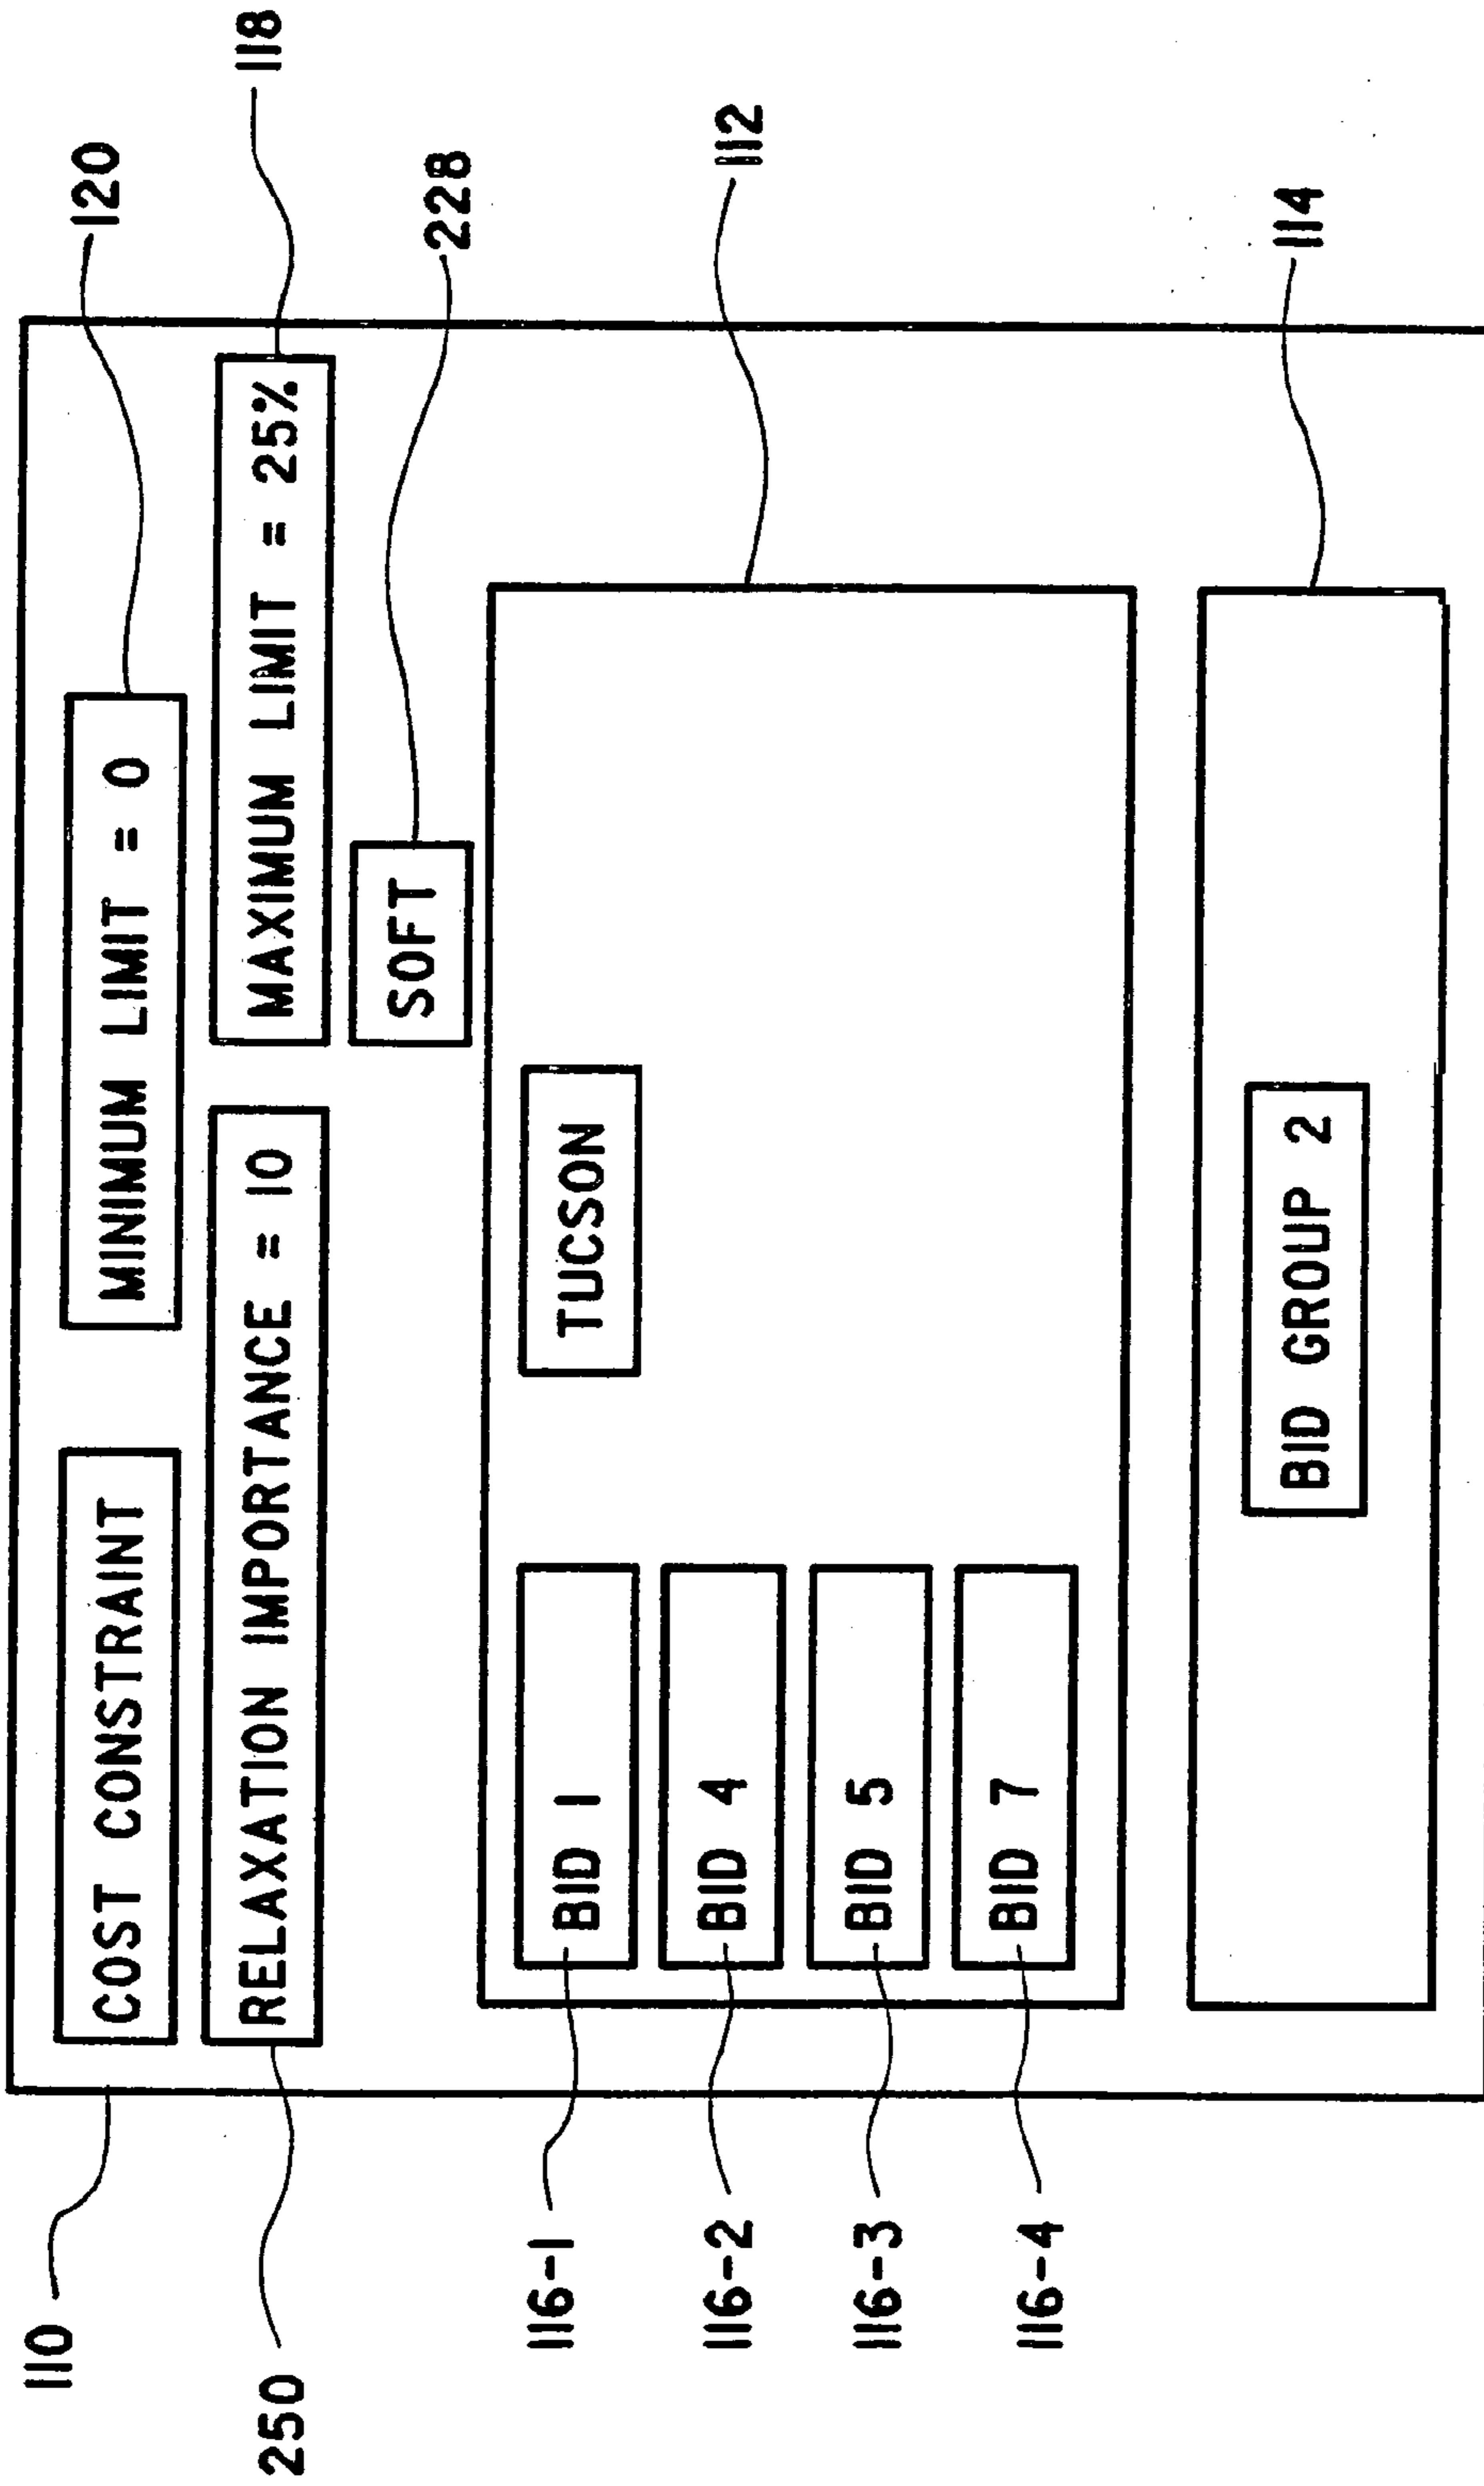 110
COST CONSTRAINT
MINIMUM LIMIT = 0
120
250
RELAXATION IMPORTANCE = 10
MAXIMUM LIMIT = 25%
118
SOFT
228
116-1
BID 1
TUCSON
116-2
BID 4
112
116-3
BID 5
116-4
BID 7
BID GROUP 2
114